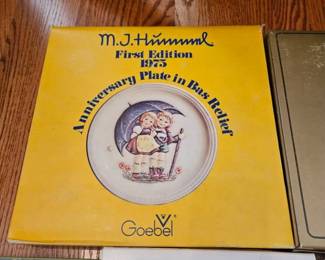 M.J. Hummel
First Edition
1975
Anniversary Plate in Bas Relief
Goebel